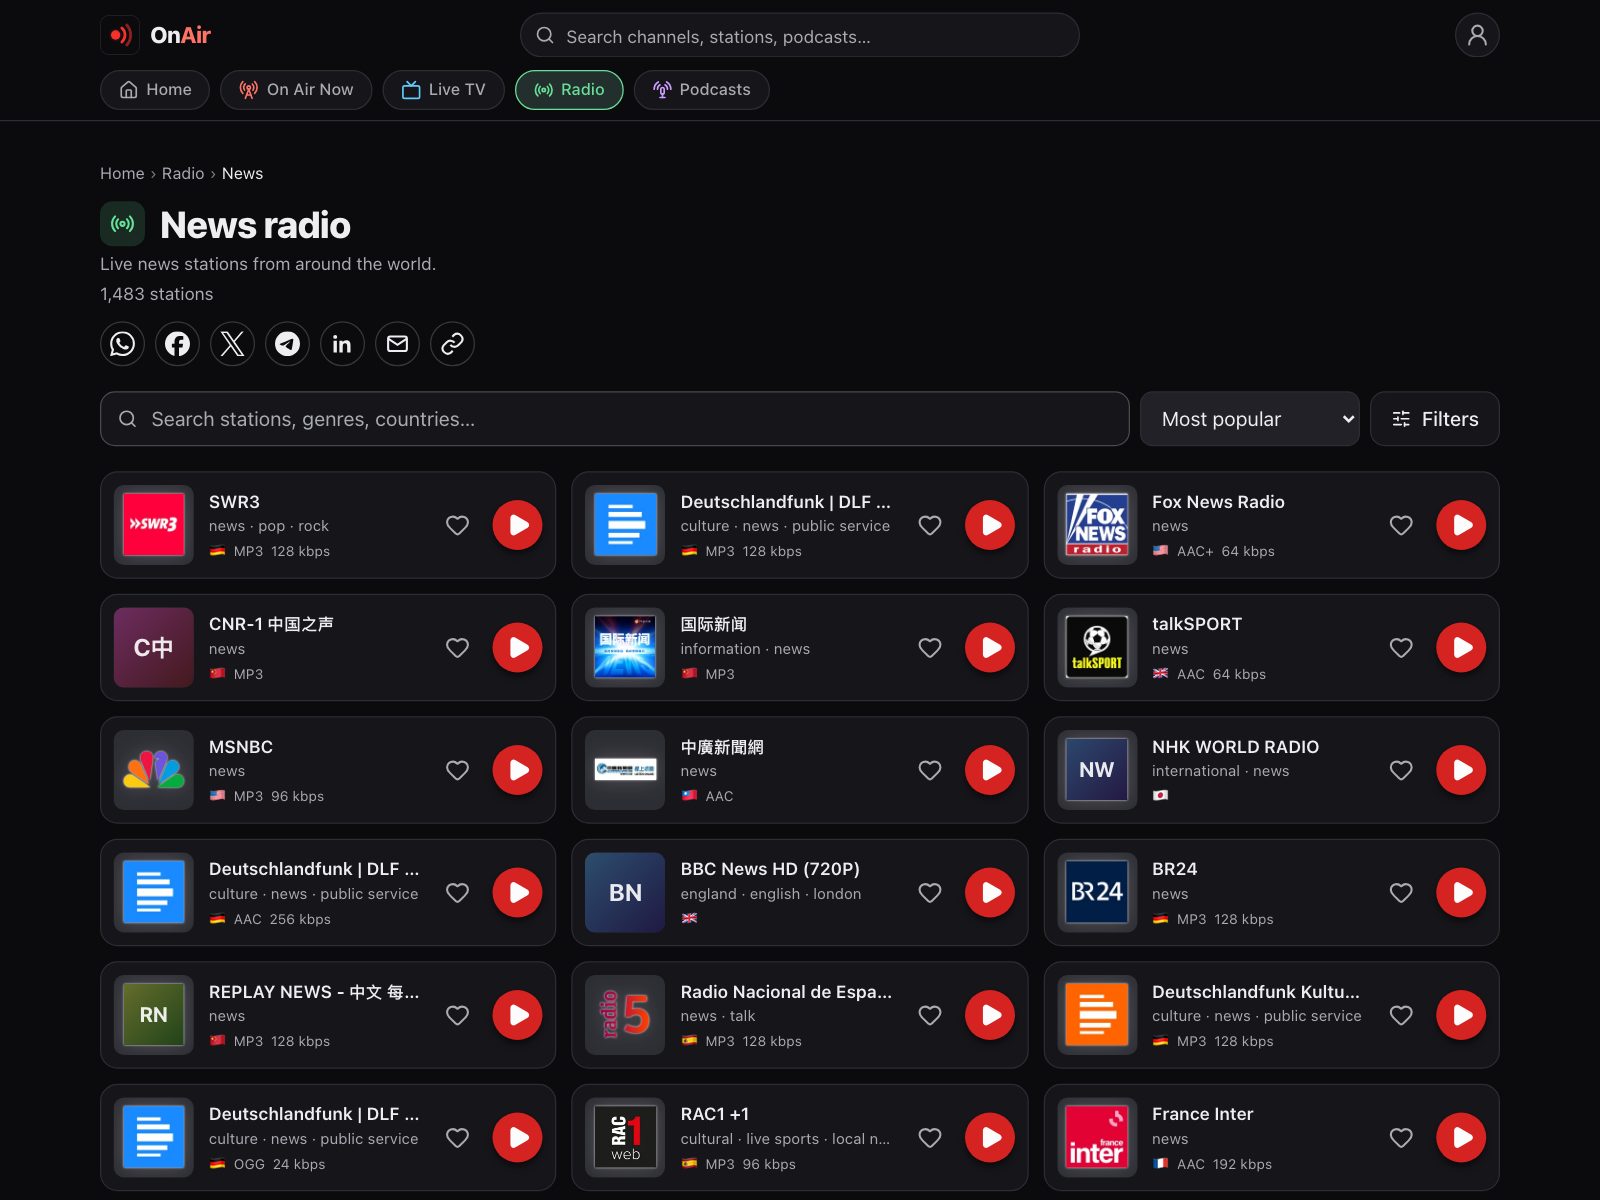 OnAir
Search channels, stations, podcasts...
Home
On Air Now
Live TV
Radio
Podcasts
Home › Radio › News
News radio
Live news stations from around the world.
1,483 stations
Search stations, genres, countries...
Most popular
Filters
SWR3
SWR3
news · pop · rock
MP3 128 kbps
Deutschlandfunk | DLF ...
culture · news · public service
MP3 128 kbps
FOX NEWS radio
Fox News Radio
news
AAC+ 64 kbps
C中
CNR-1 中国之声
news
MP3
国际新闻
国际新闻
information · news
MP3
talkSPORT
talkSPORT
news
AAC 64 kbps
MSNBC
news
MP3 96 kbps
中廣新聞網
news
AAC
NW
NHK WORLD RADIO
international · news
Deutschlandfunk | DLF ...
culture · news · public service
AAC 256 kbps
BN
BBC News HD (720P)
england · english · london
BR24
BR24
news
MP3 128 kbps
RN
REPLAY NEWS - 中文 每...
news
MP3 128 kbps
radio 5
Radio Nacional de Espa...
news · talk
MP3 128 kbps
Deutschlandfunk Kultu...
culture · news · public service
MP3 128 kbps
Deutschlandfunk | DLF ...
culture · news · public service
OGG 24 kbps
RAC1 web
RAC1 +1
cultural · live sports · local n...
MP3 96 kbps
france inter
France Inter
news
AAC 192 kbps